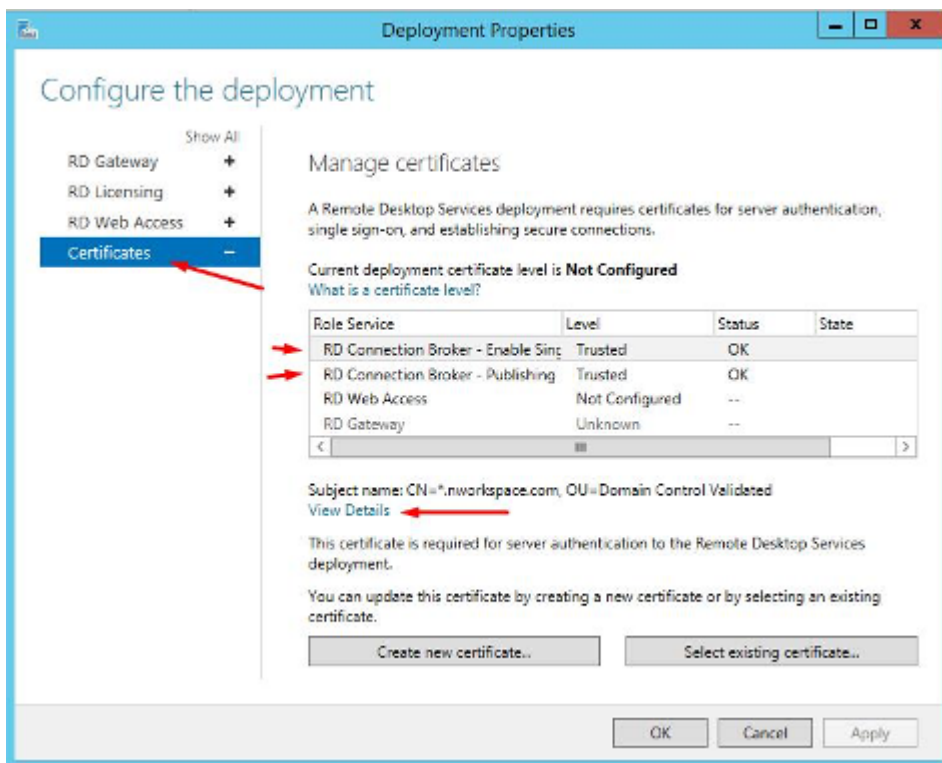 Deployment Properties
Configure the deployment
Show All
RD Gateway +
RD Licensing +
RD Web Access +
Certificates –
Manage certificates
A Remote Desktop Services deployment requires certificates for server authentication,
single sign-on, and establishing secure connections.
Current deployment certificate level is Not Configured
What is a certificate level?
Role Service Level Status State
RD Connection Broker - Enable Sing Trusted OK
RD Connection Broker - Publishing Trusted OK
RD Web Access Not Configured --
RD Gateway Unknown --
Subject name: CN=*.nworkspace.com, OU=Domain Control Validated
View Details
This certificate is required for server authentication to the Remote Desktop Services
deployment.
You can update this certificate by creating a new certificate or by selecting an existing
certificate.
Create new certificate...
Select existing certificate...
OK
Cancel
Apply